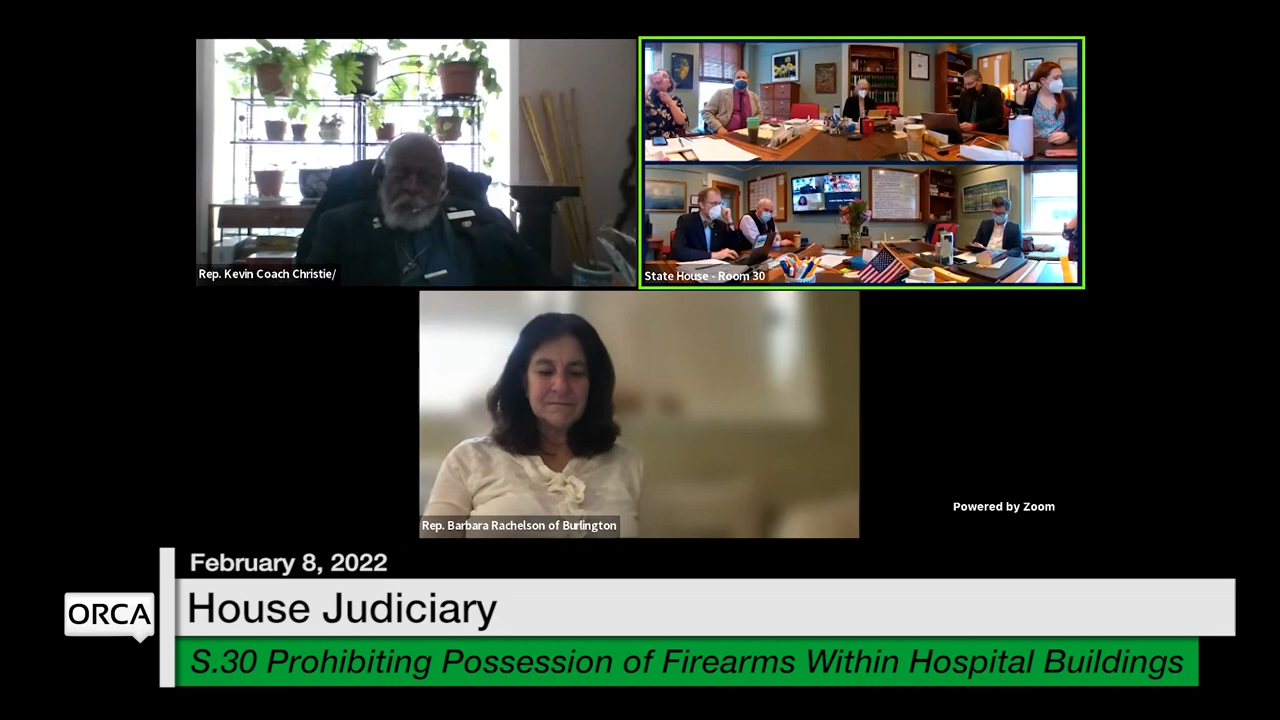 Rep. Kevin Coach Christie/
State House - Room 30
Rep. Barbara Rachelson of Burlington
Powered by Zoom
February 8, 2022
ORCA
House Judiciary
S.30 Prohibiting Possession of Firearms Within Hospital Buildings